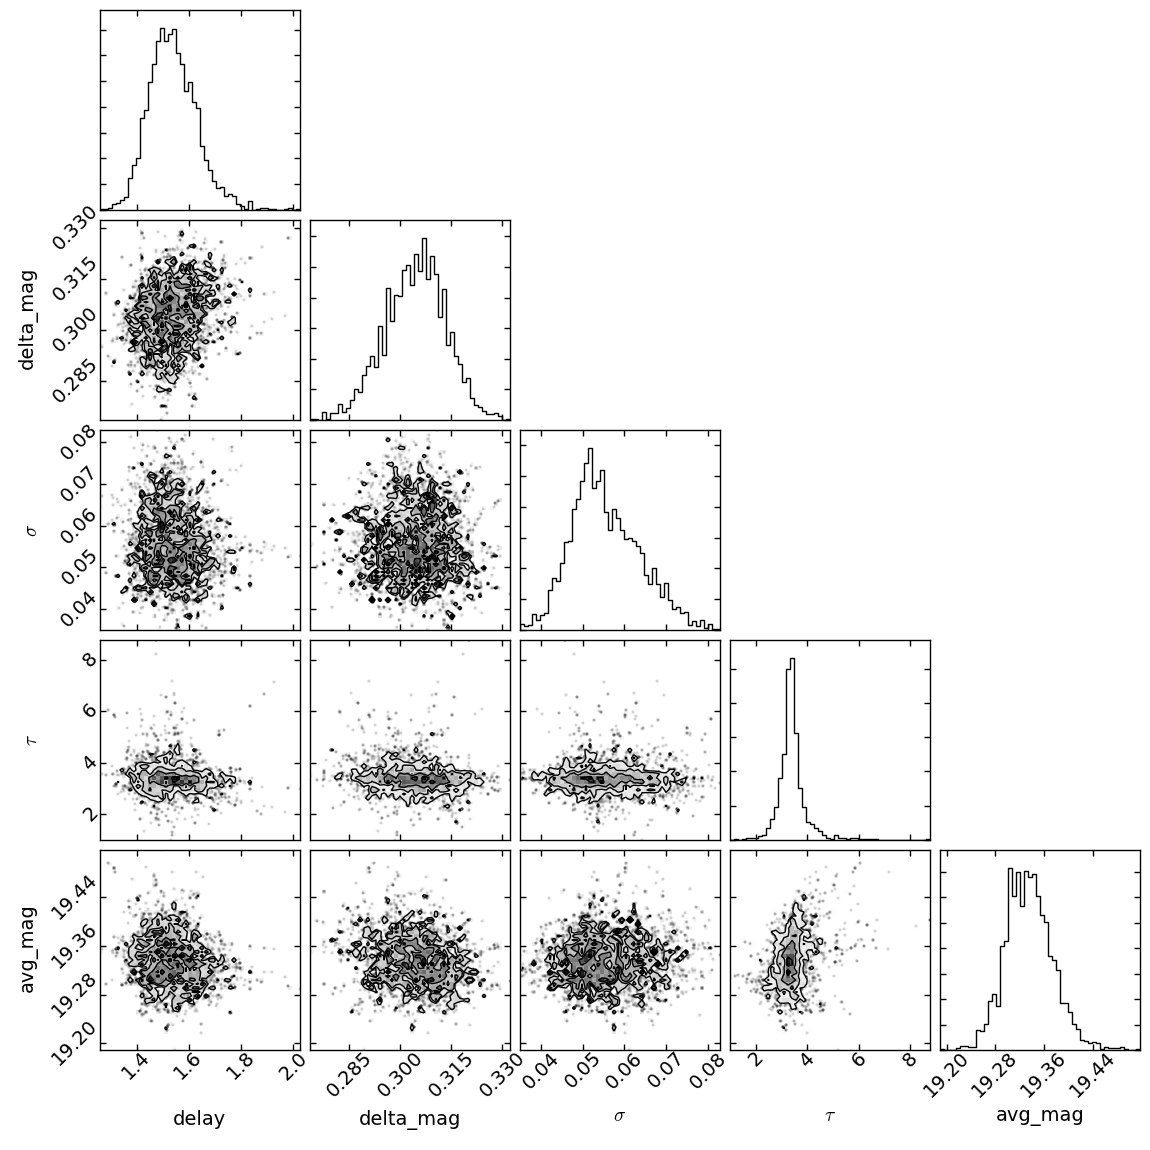 0.330
0.315
0.300
0.285
delta_mag
0.08
0.07
0.06
0.05
0.04
σ
8
6
4
2
τ
19.44
19.36
19.28
19.20
avg_mag
1.4 1.6 1.8 2.0
0.285 0.300 0.315 0.330
0.04 0.05 0.06 0.07 0.08
2 4 6 8
19.20 19.28 19.36 19.44
delay delta_mag σ τ avg_mag